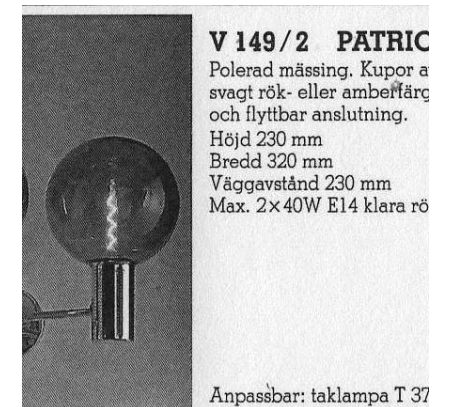 V 149/2 PATRIC
Polerad mässing. Kupor a
svagt rök- eller amberfärg
och flyttbar anslutning.
Höjd 230 mm
Bredd 320 mm
Väggavstånd 230 mm
Max. 2×40W E14 klara rö
Anpassbar: taklampa T 37